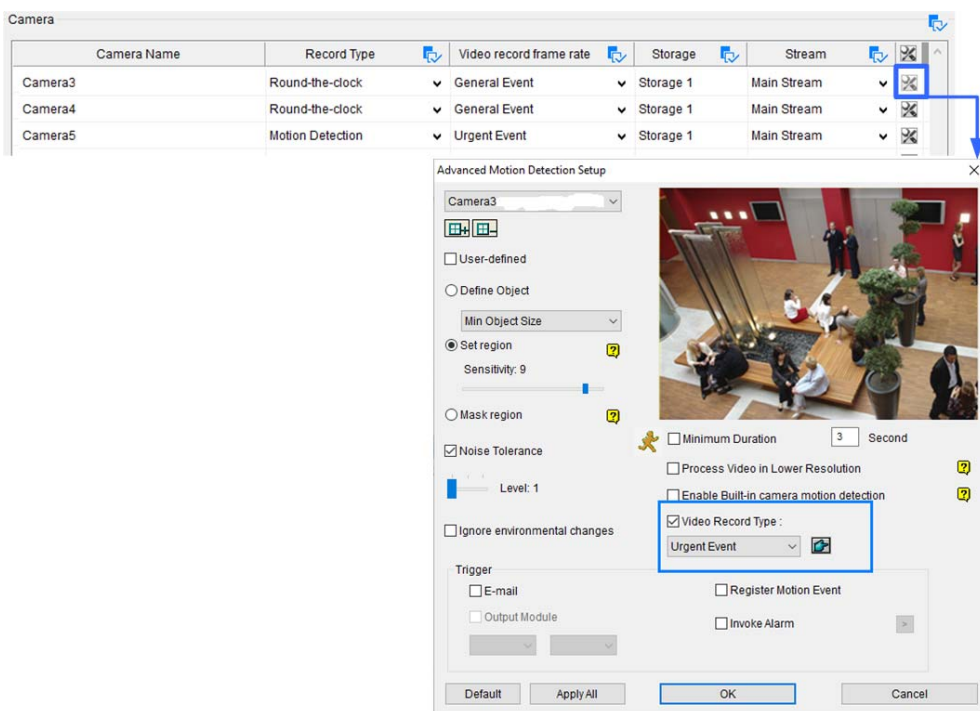 Camera
Camera Name Record Type Video record frame rate Storage Stream
Camera3 Round-the-clock General Event Storage 1 Main Stream
Camera4 Round-the-clock General Event Storage 1 Main Stream
Camera5 Motion Detection Urgent Event Storage 1 Main Stream
Advanced Motion Detection Setup
Camera3
User-defined
Define Object
Min Object Size
Set region
Sensitivity: 9
Mask region
Noise Tolerance
Level: 1
Ignore environmental changes
Minimum Duration 3 Second
Process Video in Lower Resolution
Enable Built-in camera motion detection
Video Record Type :
Urgent Event
Trigger
E-mail
Output Module
Register Motion Event
Invoke Alarm
>
Default Apply All OK Cancel